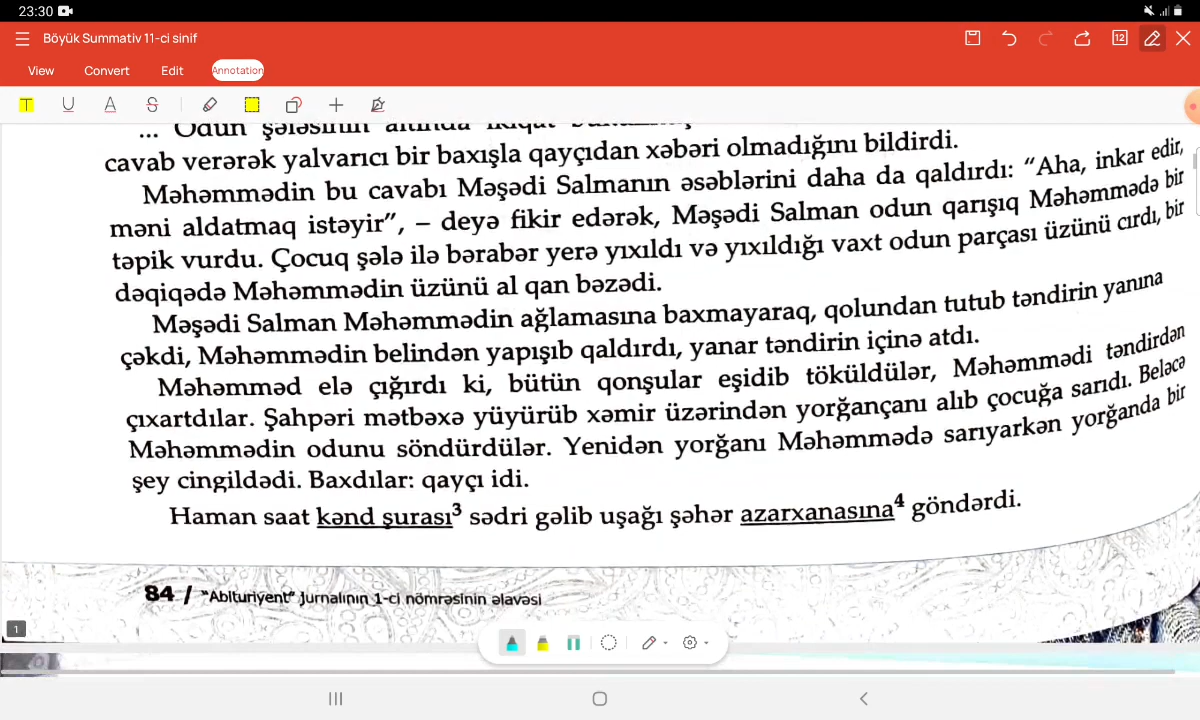 23:30
Böyük Summativ 11-ci sinif
12
View Convert Edit Annotation
T U A S
... Odun şələsinin altında ikiqat
cavab verərək yalvarıcı bir baxışla qayçıdan xəbəri olmadığını bildirdi.
Məhəmmədin bu cavabı Məşədi Salmanın əsəblərini daha da qaldırdı: “Aha, inkar edir,
məni aldatmaq istəyir”, – deyə fikir edərək, Məşədi Salman odun qarışıq Məhəmmədə bir
təpik vurdu. Çocuq şələ ilə bərabər yerə yıxıldı və yıxıldığı vaxt odun parçası üzünü cırdı, bir
dəqiqədə Məhəmmədin üzünü al qan bəzədi.
Məşədi Salman Məhəmmədin ağlamasına baxmayaraq, qolundan tutub təndirin yanına
çəkdi, Məhəmmədin belindən yapışıb qaldırdı, yanar təndirin içinə atdı.
Məhəmməd elə çığırdı ki, bütün qonşular eşidib töküldülər, Məhəmmədi təndirdən
çıxartdılar. Şahpəri mətbəxə yüyürüb xəmir üzərindən yorğançanı alıb çocuğa sarıdı. Beləcə
Məhəmmədin odunu söndürdülər. Yenidən yorğanı Məhəmmədə sarıyarkən yorğanda bir
şey cingildədi. Baxdılar: qayçı idi.
Haman saat kənd şurası³ sədri gəlib uşağı şəhər azarxanasına⁴ göndərdi.
84 / “Abituriyent” jurnalının 1-ci nömrəsinin əlavəsi
1